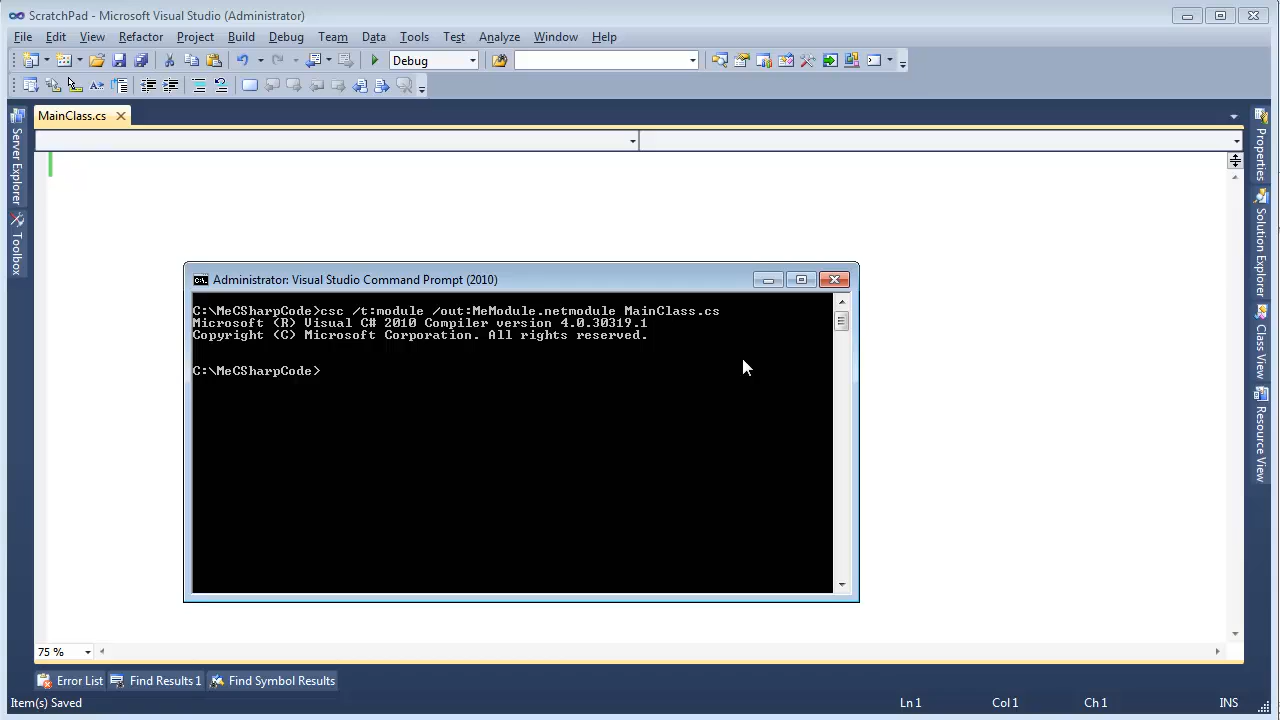 ScratchPad - Microsoft Visual Studio (Administrator)
File Edit View Refactor Project Build Debug Team Data Tools Test Analyze Window Help
Debug
MainClass.cs
Server Explorer
Toolbox
Properties
Solution Explorer
Class View
Resource View
Administrator: Visual Studio Command Prompt (2010)
C:\MeCSharpCode>csc /t:module /out:MeModule.netmodule MainClass.cs
Microsoft (R) Visual C# 2010 Compiler version 4.0.30319.1
Copyright (C) Microsoft Corporation. All rights reserved.
C:\MeCSharpCode>
75 %
Error List Find Results 1 Find Symbol Results
Item(s) Saved Ln 1 Col 1 Ch 1 INS